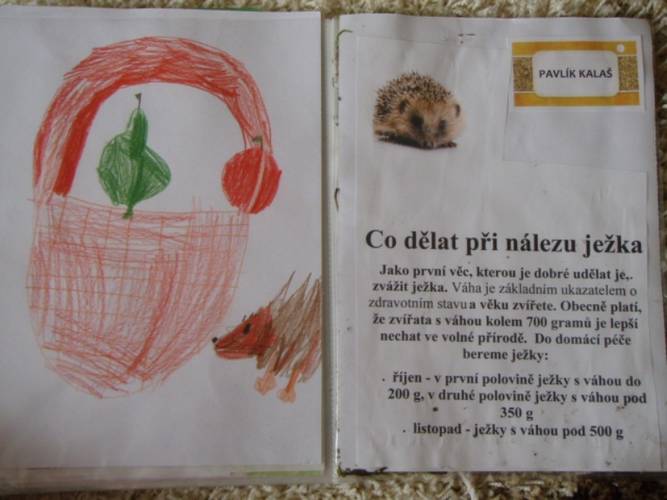 PAVLÍK KALAŠ
Co dělat při nálezu ježka
Jako první věc, kterou je dobré udělat je,.
zvážit ježka. Váha je základním ukazatelem o
zdravotním stavu a věku zvířete. Obecně platí,
že zvířata s váhou kolem 700 gramů je lepší
nechat ve volné přírodě. Do domácí péče
bereme ježky:
. říjen - v první polovině ježky s váhou do
200 g, v druhé polovině ježky s váhou pod
350 g
. listopad - ježky s váhou pod 500 g